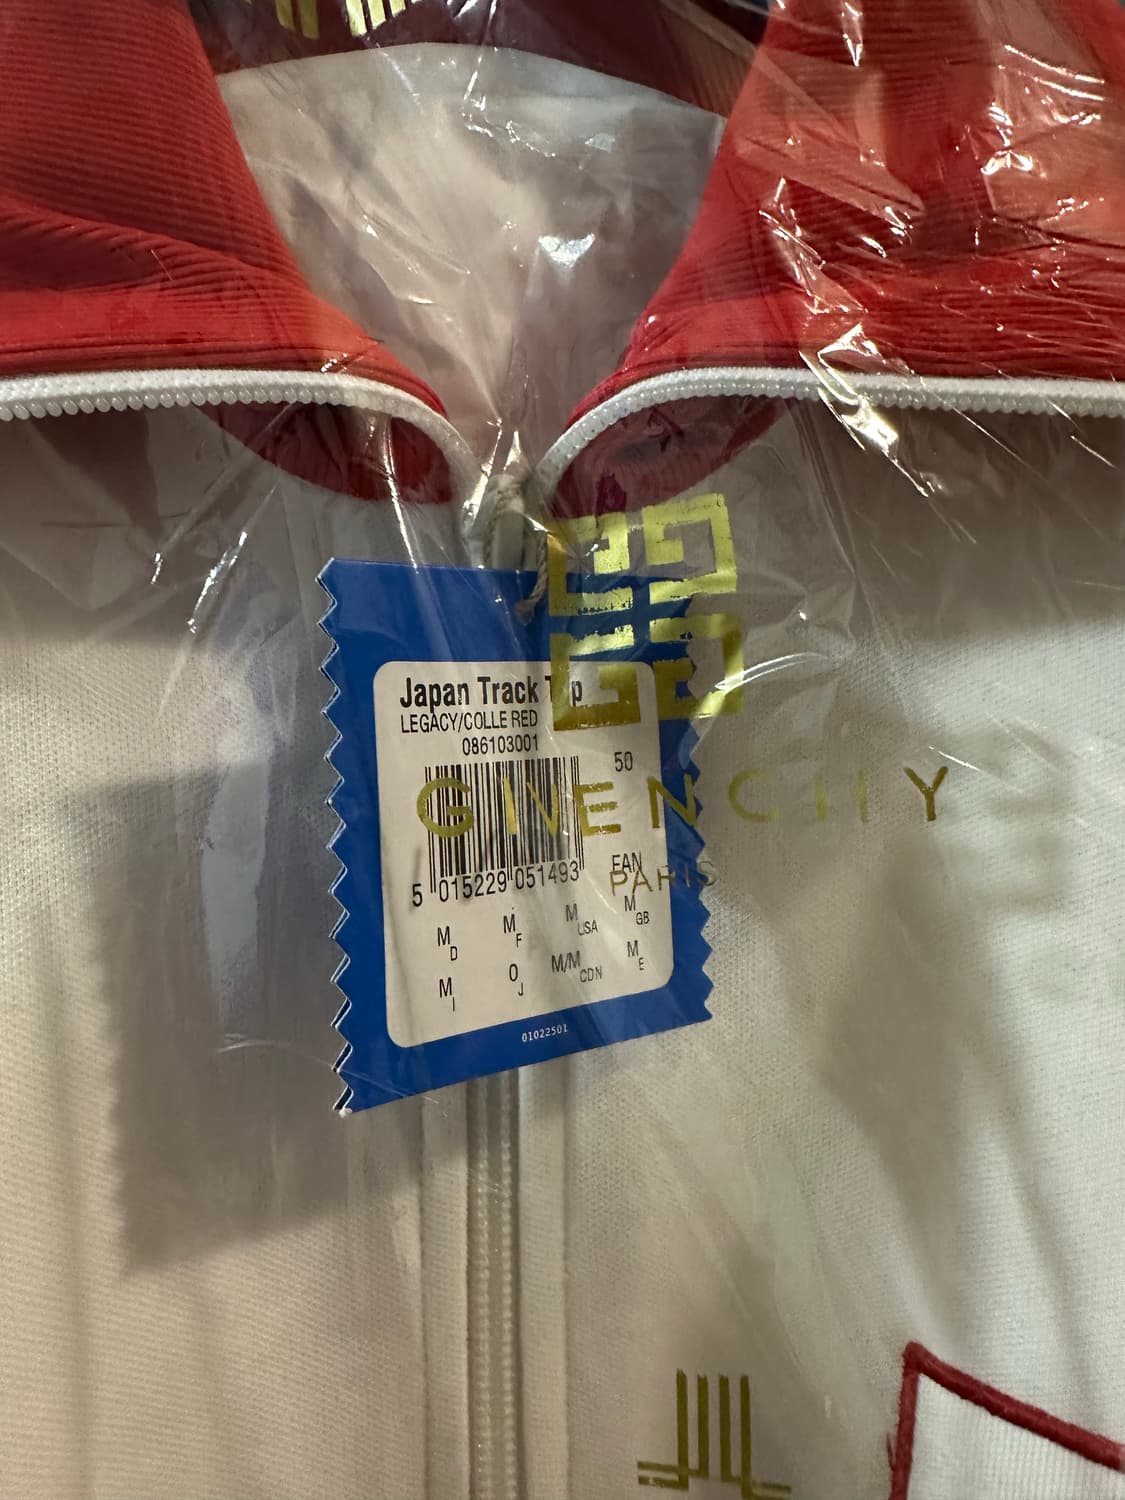 Japan Track Top
LEGACY/COLLE RED
086103001
50
GIVENCHY
5 015229 051493
EAN
PARIS
M D
M F
M USA
M GB
M I
O J
M/M CDN
M E
01022501